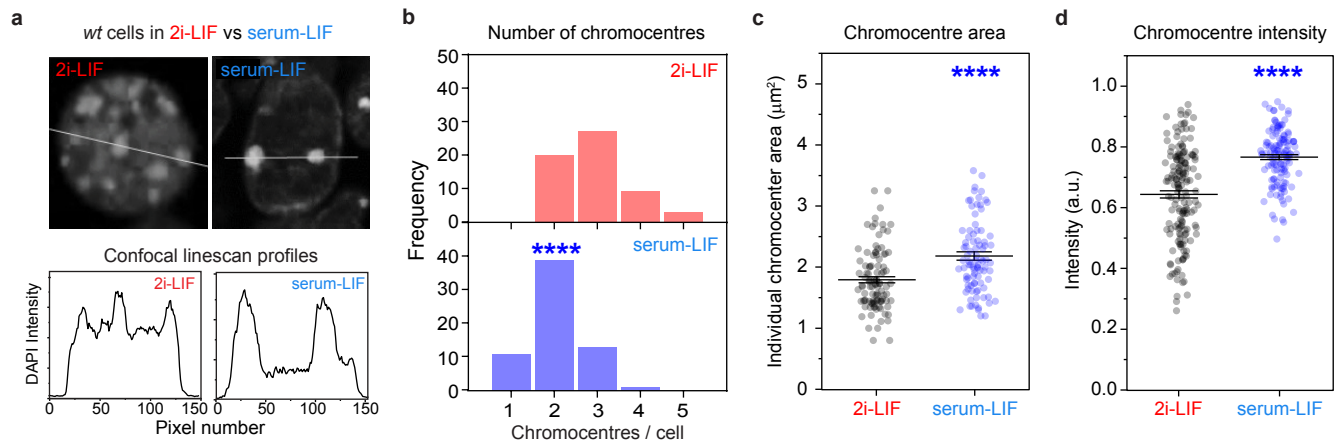 a
wt cells in 2i-LIF vs serum-LIF
2i-LIF
serum-LIF
Confocal linescan profiles
2i-LIF
serum-LIF
DAPI Intensity
0 50 100 150
0 50 100 150
Pixel number
b
Number of chromocentres
2i-LIF
50
40
30
20
10
0
****
serum-LIF
40
30
20
10
0
Frequency
1 2 3 4 5
Chromocentres / cell
c
Chromocentre area
****
Individual chromocenter area (μm²)
5
4
3
2
1
0
2i-LIF serum-LIF
d
Chromocentre intensity
****
Intensity (a.u.)
1.0
0.8
0.6
0.4
0.2
0.0
2i-LIF serum-LIF